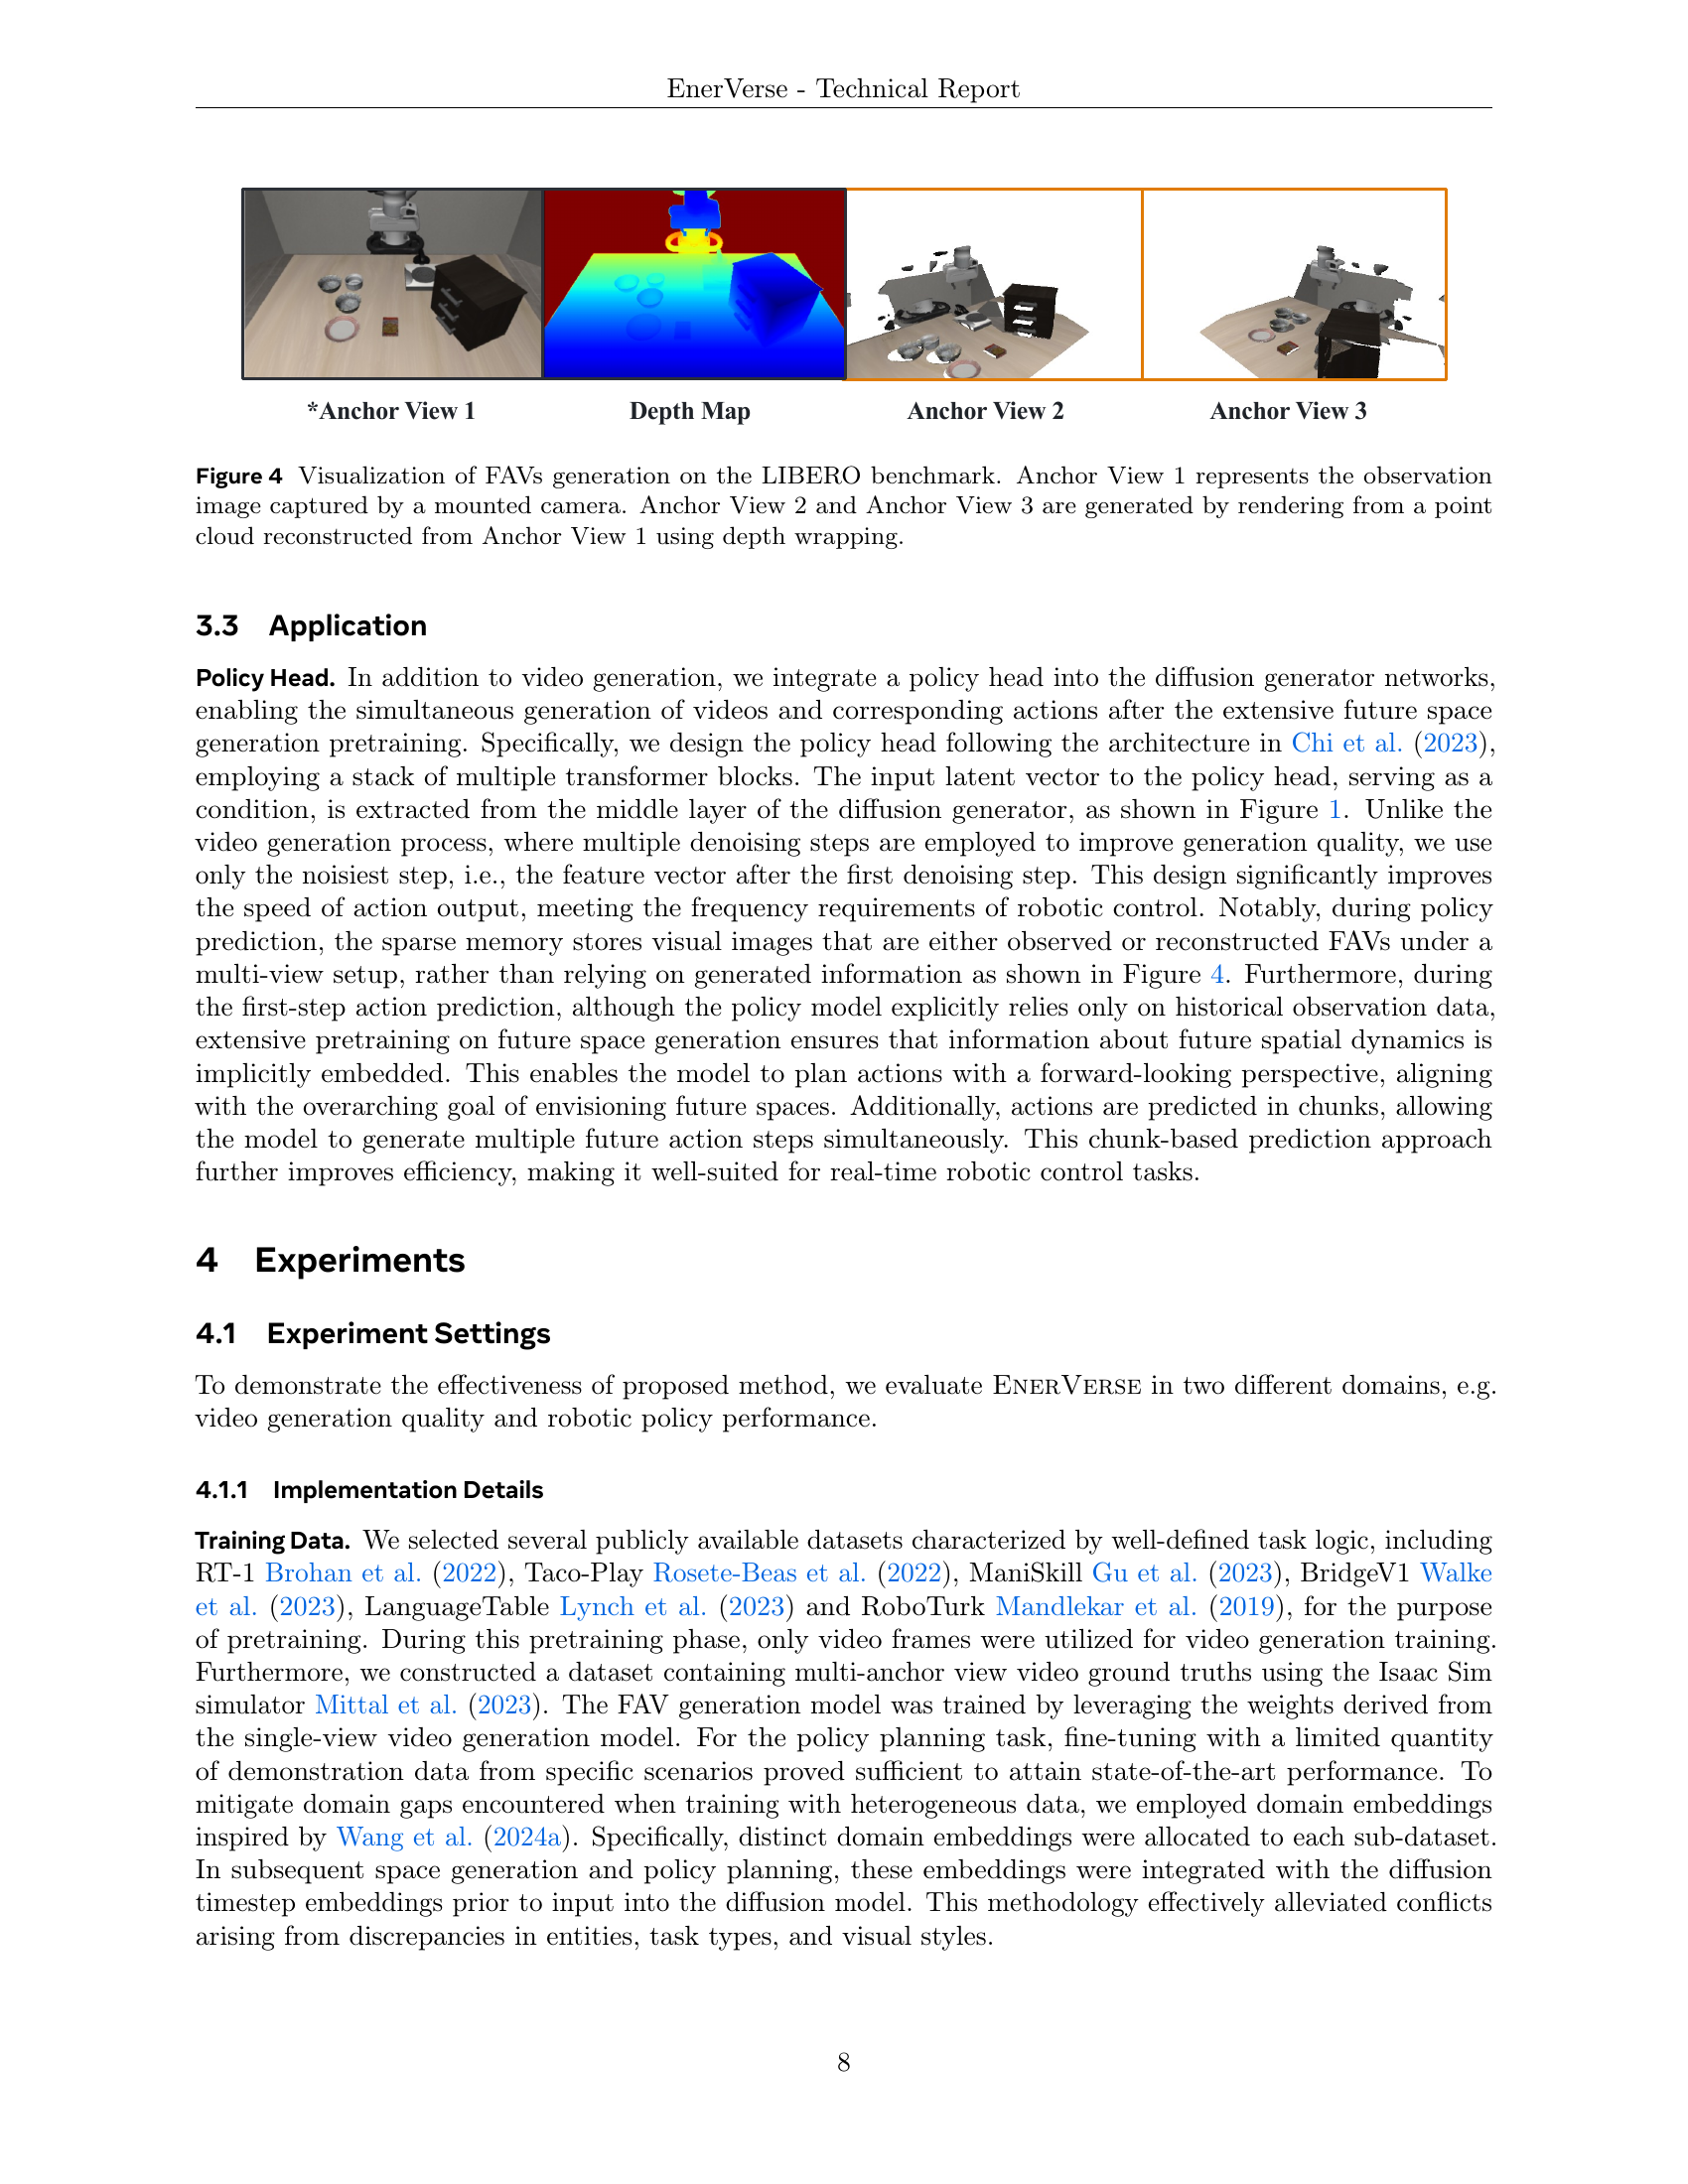 EnerVerse - Technical Report
*Anchor View 1
Depth Map
Anchor View 2
Anchor View 3
Figure 4 Visualization of FAVs generation on the LIBERO benchmark. Anchor View 1 represents the observation
image captured by a mounted camera. Anchor View 2 and Anchor View 3 are generated by rendering from a point
cloud reconstructed from Anchor View 1 using depth wrapping.
3.3 Application
Policy Head. In addition to video generation, we integrate a policy head into the diffusion generator networks,
enabling the simultaneous generation of videos and corresponding actions after the extensive future space
generation pretraining. Specifically, we design the policy head following the architecture in Chi et al. (2023),
employing a stack of multiple transformer blocks. The input latent vector to the policy head, serving as a
condition, is extracted from the middle layer of the diffusion generator, as shown in Figure 1. Unlike the
video generation process, where multiple denoising steps are employed to improve generation quality, we use
only the noisiest step, i.e., the feature vector after the first denoising step. This design significantly improves
the speed of action output, meeting the frequency requirements of robotic control. Notably, during policy
prediction, the sparse memory stores visual images that are either observed or reconstructed FAVs under a
multi-view setup, rather than relying on generated information as shown in Figure 4. Furthermore, during
the first-step action prediction, although the policy model explicitly relies only on historical observation data,
extensive pretraining on future space generation ensures that information about future spatial dynamics is
implicitly embedded. This enables the model to plan actions with a forward-looking perspective, aligning
with the overarching goal of envisioning future spaces. Additionally, actions are predicted in chunks, allowing
the model to generate multiple future action steps simultaneously. This chunk-based prediction approach
further improves efficiency, making it well-suited for real-time robotic control tasks.
4 Experiments
4.1 Experiment Settings
To demonstrate the effectiveness of proposed method, we evaluate ENERVERSE in two different domains, e.g.
video generation quality and robotic policy performance.
4.1.1 Implementation Details
Training Data. We selected several publicly available datasets characterized by well-defined task logic, including
RT-1 Brohan et al. (2022), Taco-Play Rosete-Beas et al. (2022), ManiSkill Gu et al. (2023), BridgeV1 Walke
et al. (2023), LanguageTable Lynch et al. (2023) and RoboTurk Mandlekar et al. (2019), for the purpose
of pretraining. During this pretraining phase, only video frames were utilized for video generation training.
Furthermore, we constructed a dataset containing multi-anchor view video ground truths using the Isaac Sim
simulator Mittal et al. (2023). The FAV generation model was trained by leveraging the weights derived from
the single-view video generation model. For the policy planning task, fine-tuning with a limited quantity
of demonstration data from specific scenarios proved sufficient to attain state-of-the-art performance. To
mitigate domain gaps encountered when training with heterogeneous data, we employed domain embeddings
inspired by Wang et al. (2024a). Specifically, distinct domain embeddings were allocated to each sub-dataset.
In subsequent space generation and policy planning, these embeddings were integrated with the diffusion
timestep embeddings prior to input into the diffusion model. This methodology effectively alleviated conflicts
arising from discrepancies in entities, task types, and visual styles.
8